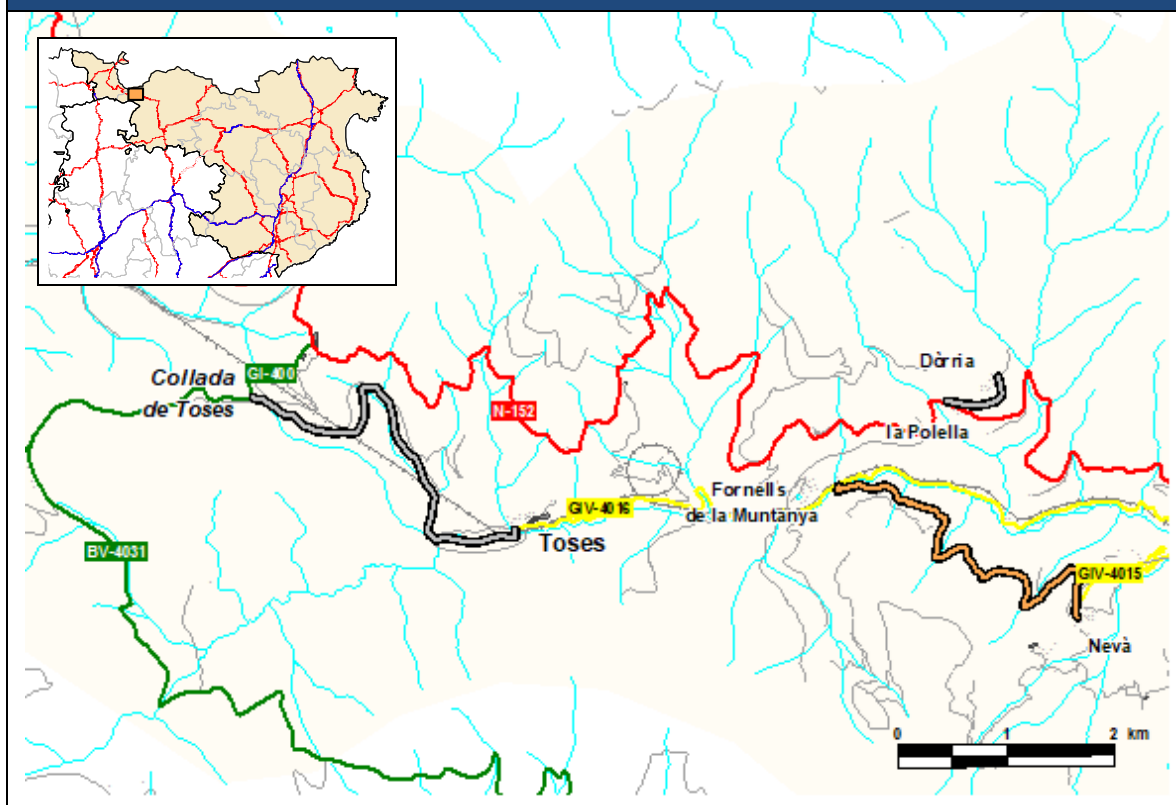 GI-400
Collada
de Toses
N-152
Dòrria
la Polella
GIV-4016
Fornells
de la Muntanya
Toses
BV-4031
GIV-4015
Nevà
0 1 2 km